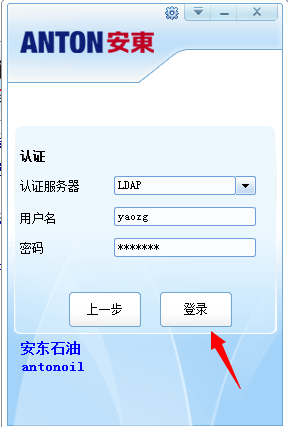 ANTON安東
认证
认证服务器 LDAP
用户名 yaozg
密码 *******
上一步 登录
安东石油
antonoil